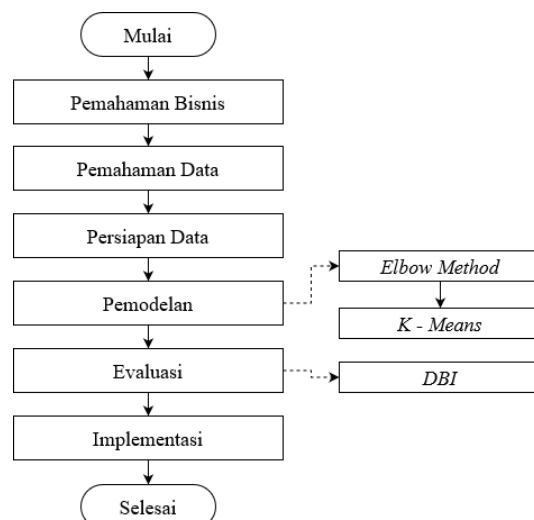 Mulai
Pemahaman Bisnis
Pemahaman Data
Persiapan Data
Pemodelan
Elbow Method
K - Means
Evaluasi
DBI
Implementasi
Selesai